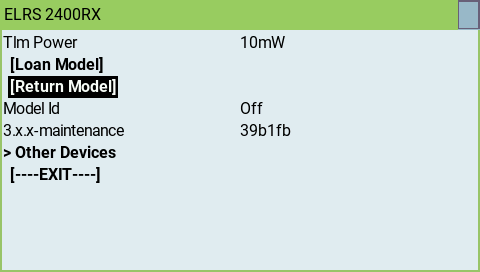 ELRS 2400RX
Tlm Power 10mW
[Loan Model]
[Return Model]
Model Id Off
3.x.x-maintenance 39b1fb
> Other Devices
[----EXIT----]